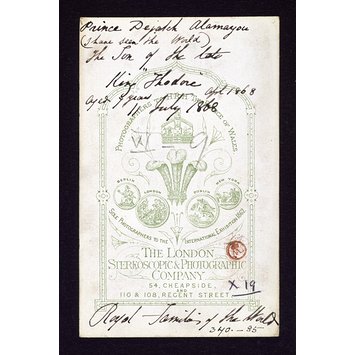 Prince Dejatch Alamayou
(I have seen the World)
The Son of the late
King Thodore
Aged 7 years
Apl 1868
July 1868
PHOTOGRAPHERS TO H.R.H. THE PRINCE OF WALES.
BERLIN
LONDON
DUBLIN
NEW YORK
SOLE PHOTOGRAPHERS TO THE INTERNATIONAL EXHIBITION 1862
THE LONDON
STEREOSCOPIC & PHOTOGRAPHIC
COMPANY
54, CHEAPSIDE,
AND
110 & 108, REGENT STREET
X 19
Royal Families of the World
340.-85